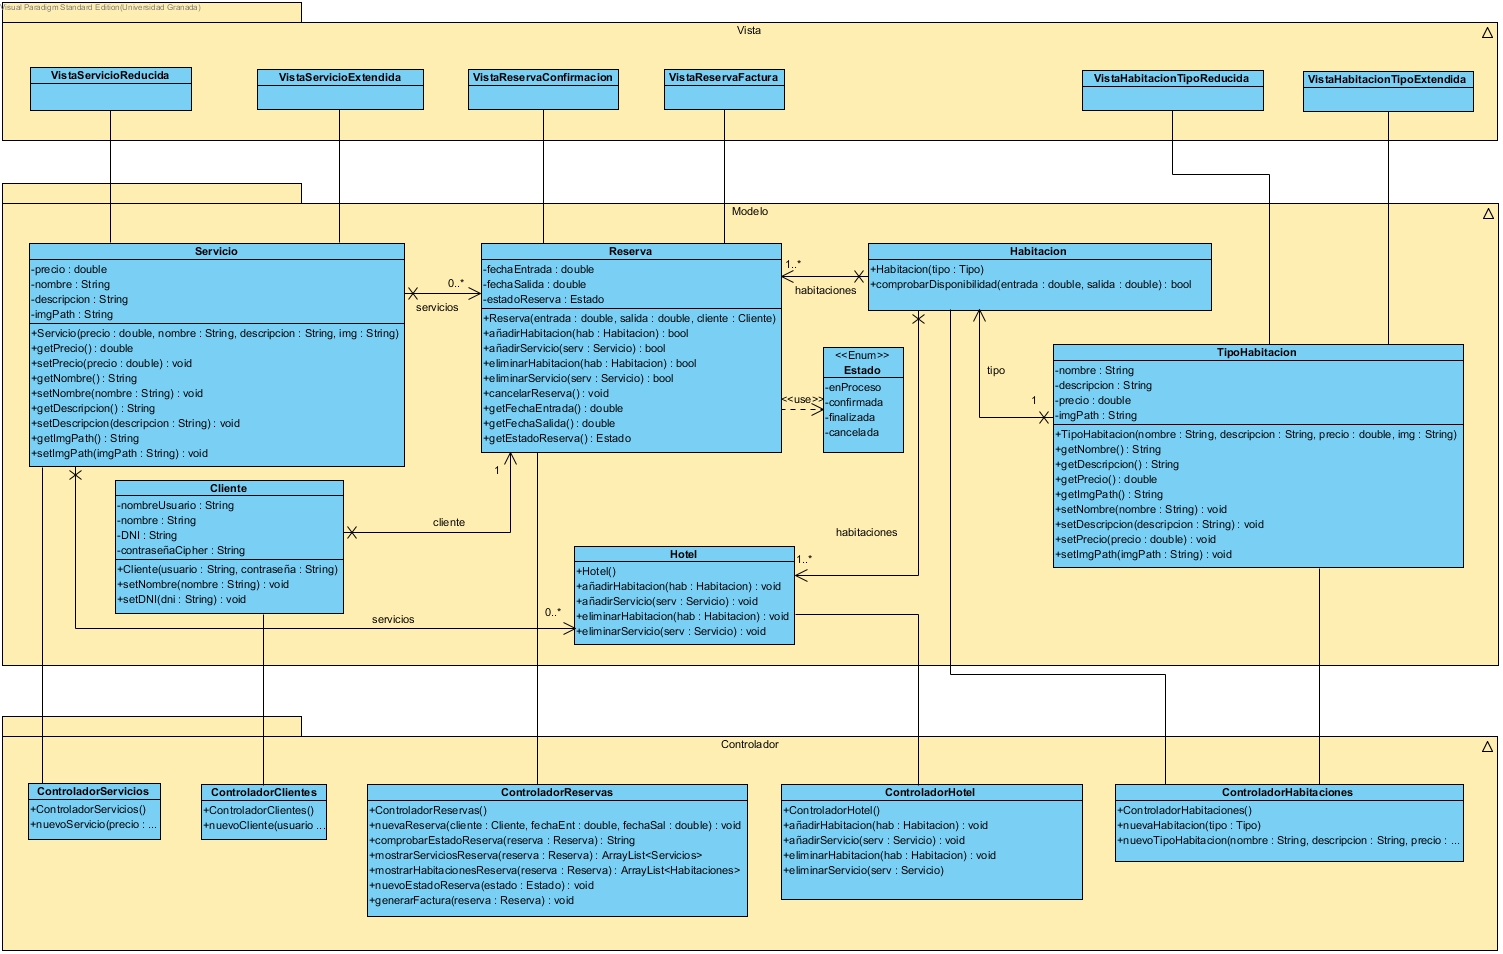 Visual Paradigm Standard Edition(Universidad Granada)
Vista
VistaServicioReducida
VistaServicioExtendida
VistaReservaConfirmacion
VistaReservaFactura
VistaHabitacionTipoReducida
VistaHabitacionTipoExtendida
Modelo
Servicio
-precio : double
-nombre : String
-descripcion : String
-imgPath : String
+Servicio(precio : double, nombre : String, descripcion : String, img : String)
+getPrecio() : double
+setPrecio(precio : double) : void
+getNombre() : String
+setNombre(nombre : String) : void
+getDescripcion() : String
+setDescripcion(descripcion : String) : void
+getImgPath() : String
+setImgPath(imgPath : String) : void
0..*
servicios
Reserva
-fechaEntrada : double
-fechaSalida : double
-estadoReserva : Estado
+Reserva(entrada : double, salida : double, cliente : Cliente)
+añadirHabitacion(hab : Habitacion) : bool
+añadirServicio(serv : Servicio) : bool
+eliminarHabitacion(hab : Habitacion) : bool
+eliminarServicio(serv : Servicio) : bool
+cancelarReserva() : void
+getFechaEntrada() : double
+getFechaSalida() : double
+getEstadoReserva() : Estado
1..*
habitaciones
Habitacion
+Habitacion(tipo : Tipo)
+comprobarDisponibilidad(entrada : double, salida : double) : bool
<<use>>
<<Enum>>
Estado
-enProceso
-confirmada
-finalizada
-cancelada
tipo
1
TipoHabitacion
-nombre : String
-descripcion : String
-precio : double
-imgPath : String
+TipoHabitacion(nombre : String, descripcion : String, precio : double, img : String)
+getNombre() : String
+getDescripcion() : String
+getPrecio() : double
+getImgPath() : String
+setNombre(nombre : String) : void
+setDescripcion(descripcion : String) : void
+setPrecio(precio : double) : void
+setImgPath(imgPath : String) : void
Cliente
-nombreUsuario : String
-nombre : String
-DNI : String
-contraseñaCipher : String
+Cliente(usuario : String, contraseña : String)
+setNombre(nombre : String) : void
+setDNI(dni : String) : void
1
cliente
habitaciones
1..*
Hotel
+Hotel()
+añadirHabitacion(hab : Habitacion) : void
+añadirServicio(serv : Servicio) : void
+eliminarHabitacion(hab : Habitacion) : void
+eliminarServicio(serv : Servicio) : void
0..*
servicios
Controlador
ControladorServicios
+ControladorServicios()
+nuevoServicio(precio : ...
ControladorClientes
+ControladorClientes()
+nuevoCliente(usuario ...
ControladorReservas
+ControladorReservas()
+nuevaReserva(cliente : Cliente, fechaEnt : double, fechaSal : double) : void
+comprobarEstadoReserva(reserva : Reserva) : String
+mostrarServiciosReserva(reserva : Reserva) : ArrayList<Servicios>
+mostrarHabitacionesReserva(reserva : Reserva) : ArrayList<Habitaciones>
+nuevoEstadoReserva(estado : Estado) : void
+generarFactura(reserva : Reserva) : void
ControladorHotel
+ControladorHotel()
+añadirHabitacion(hab : Habitacion) : void
+añadirServicio(serv : Servicio) : void
+eliminarHabitacion(hab : Habitacion) : void
+eliminarServicio(serv : Servicio)
ControladorHabitaciones
+ControladorHabitaciones()
+nuevaHabitacion(tipo : Tipo)
+nuevoTipoHabitacion(nombre : String, descripcion : String, precio : ...